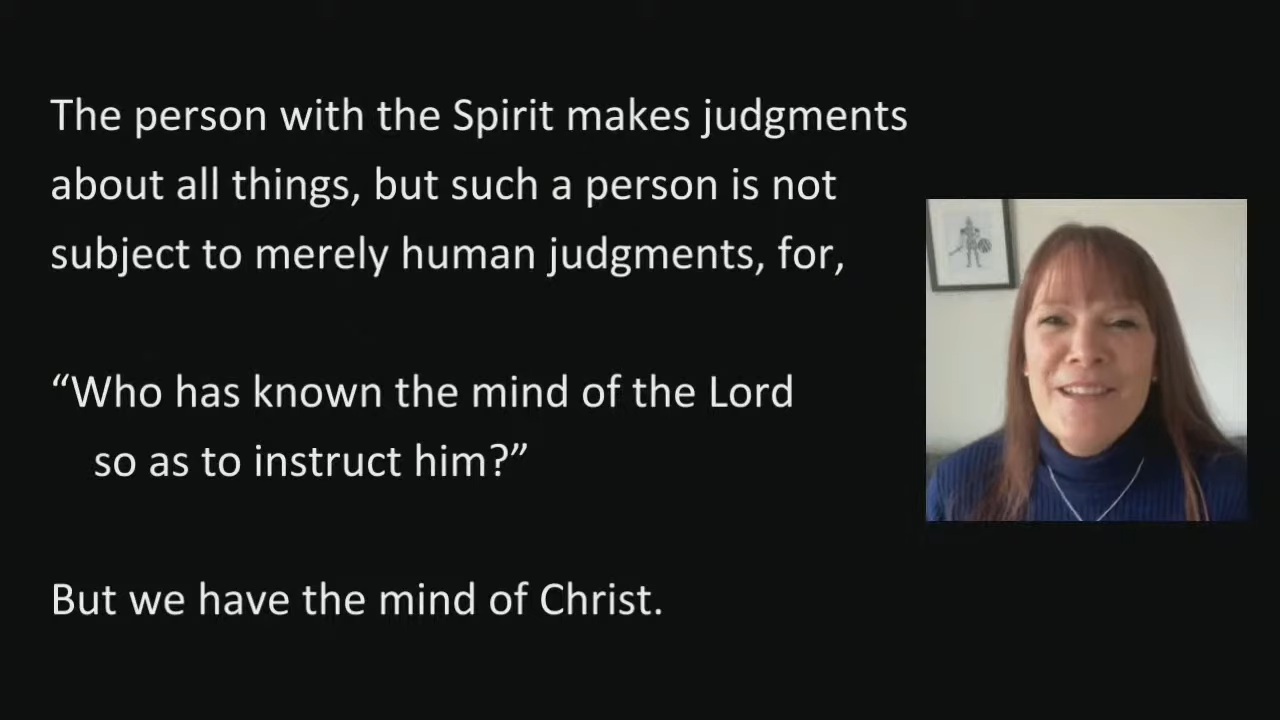 The person with the Spirit makes judgments
about all things, but such a person is not
subject to merely human judgments, for,
“Who has known the mind of the Lord
so as to instruct him?”
But we have the mind of Christ.